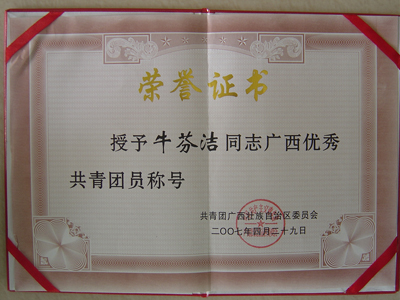 荣誉证书
授予牛芬洁同志广西优秀
共青团员称号
共青团广西壮族自治区委员会
二〇〇七年四月二十九日